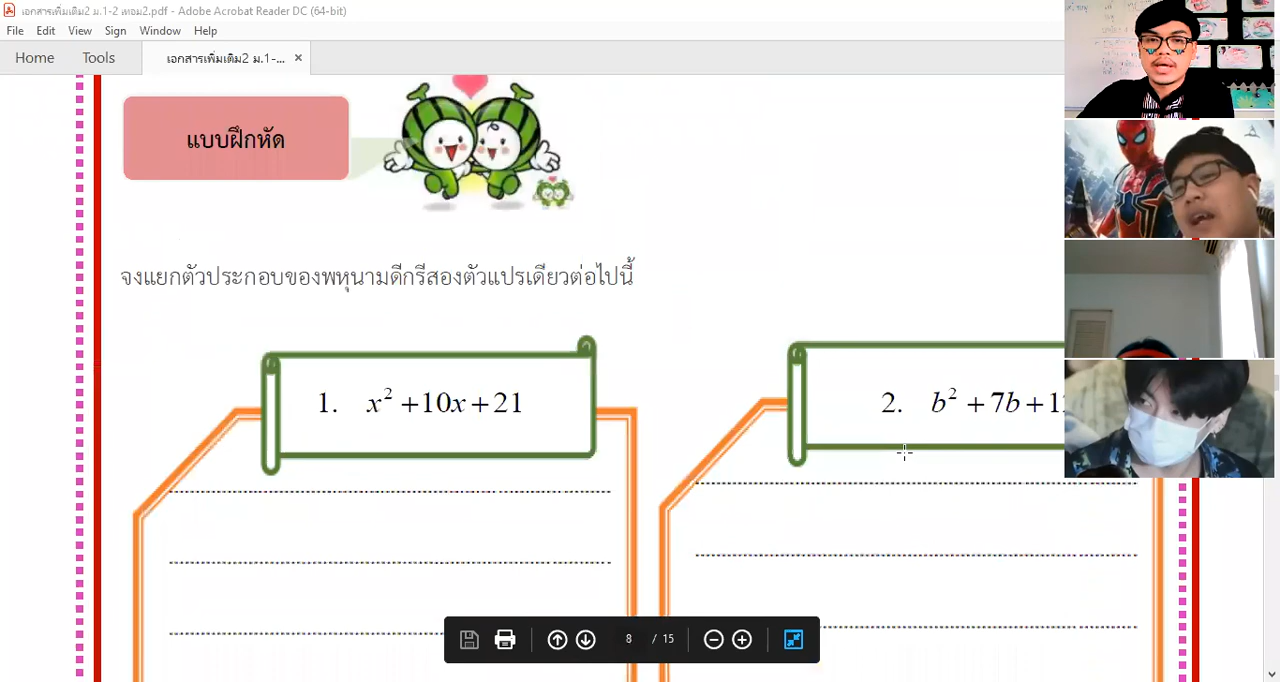 เอกสารเพิ่มเติม2 ม.1-2 เทอม2.pdf - Adobe Acrobat Reader DC (64-bit)
File Edit View Sign Window Help
Home Tools เอกสารเพิ่มเติม2 ม.1-... ×
แบบฝึกหัด
จงแยกตัวประกอบของพหุนามดีกรีสองตัวแปรเดียวต่อไปนี้
1. x² +10x+21
2. b² +7b+1
8 / 15